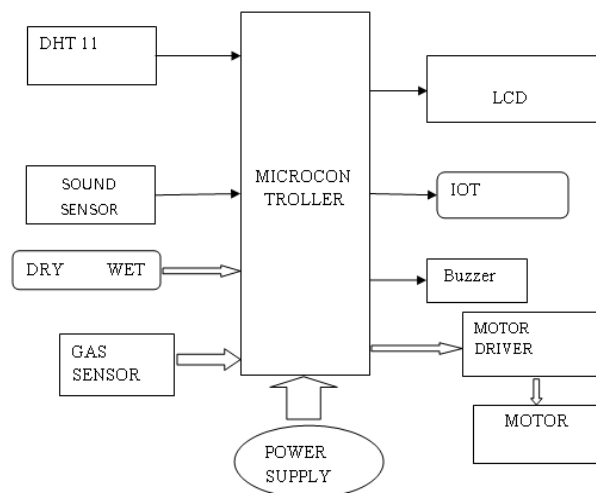 DHT 11
SOUND
SENSOR
DRY WET
GAS
SENSOR
MICROCON
TROLLER
POWER
SUPPLY
LCD
IOT
Buzzer
MOTOR
DRIVER
MOTOR